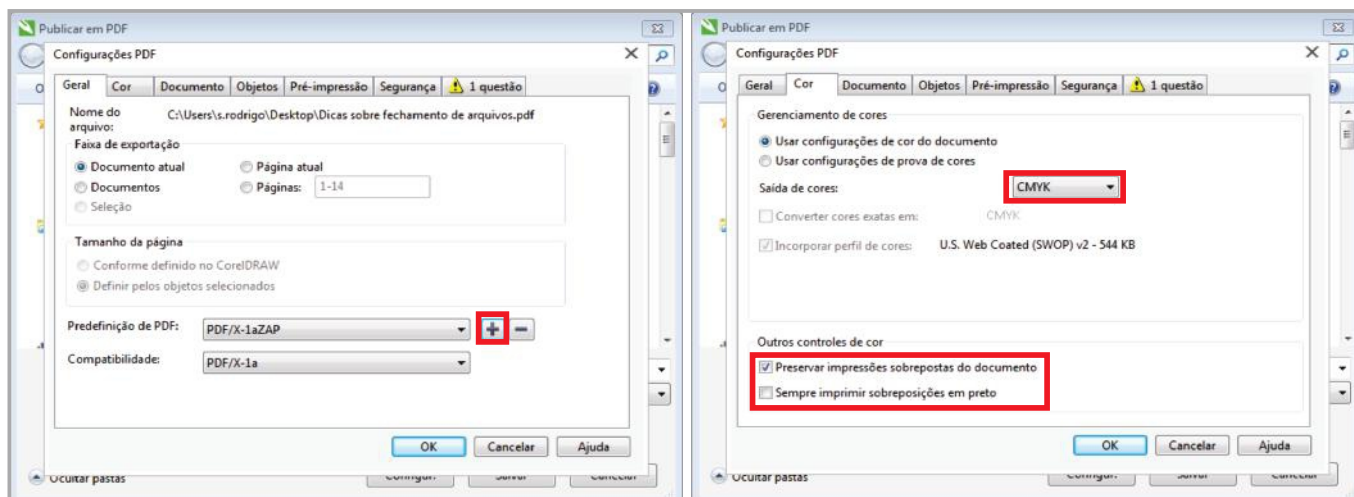 Publicar em PDF
Configurações PDF
Geral Cor Documento Objetos Pré-impressão Segurança 1 questão
Nome do arquivo: C:\Users\s.rodrigo\Desktop\Dicas sobre fechamento de arquivos.pdf
Faixa de exportação
Documento atual Página atual
Documentos Páginas: 1-14
Seleção
Tamanho da página
Conforme definido no CorelDRAW
Definir pelos objetos selecionados
Predefinição de PDF: PDF/X-1aZAP
Compatibilidade: PDF/X-1a
OK Cancelar Ajuda
Ocultar pastas Configur. Salvar Cancelar
Publicar em PDF
Configurações PDF
Geral Cor Documento Objetos Pré-impressão Segurança 1 questão
Gerenciamento de cores
Usar configurações de cor do documento
Usar configurações de prova de cores
Saída de cores: CMYK
Converter cores exatas em: CMYK
Incorporar perfil de cores: U.S. Web Coated (SWOP) v2 - 544 KB
Outros controles de cor
Preservar impressões sobrepostas do documento
Sempre imprimir sobreposições em preto
OK Cancelar Ajuda
Ocultar pastas Configur. Salvar Cancelar